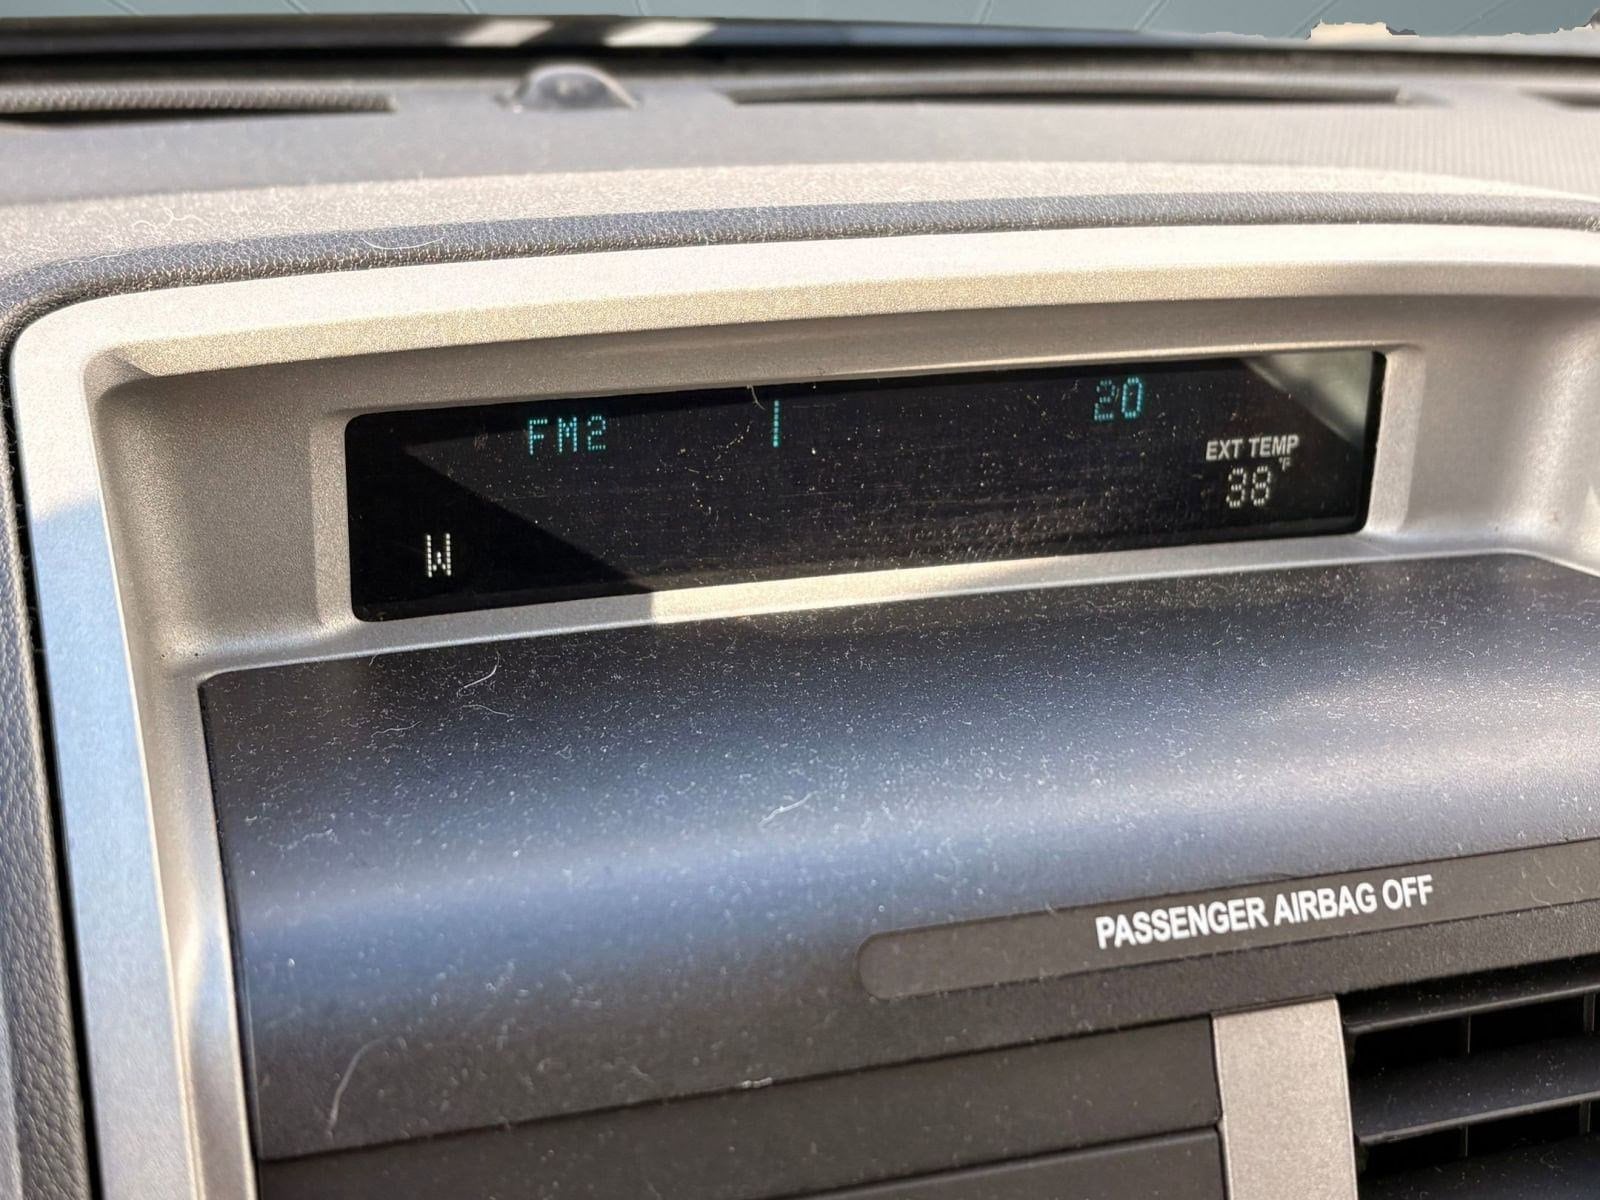 FM2 | 20
EXT TEMP
38 °F
W
PASSENGER AIRBAG OFF